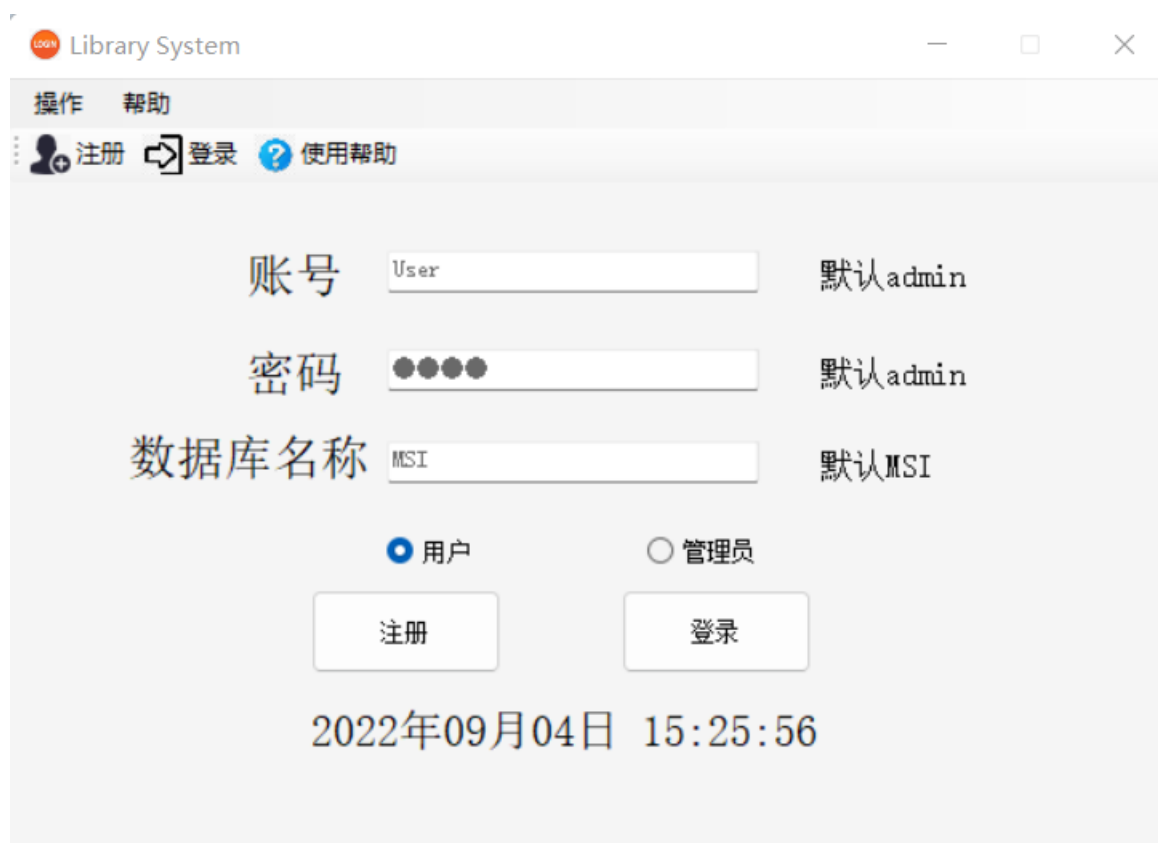 LOGIN Library System
操作 帮助
注册 登录 ? 使用帮助
账号 User 默认admin
密码 ●●●● 默认admin
数据库名称 MSI 默认MSI
用户 管理员
注册 登录
2022年09月04日 15:25:56